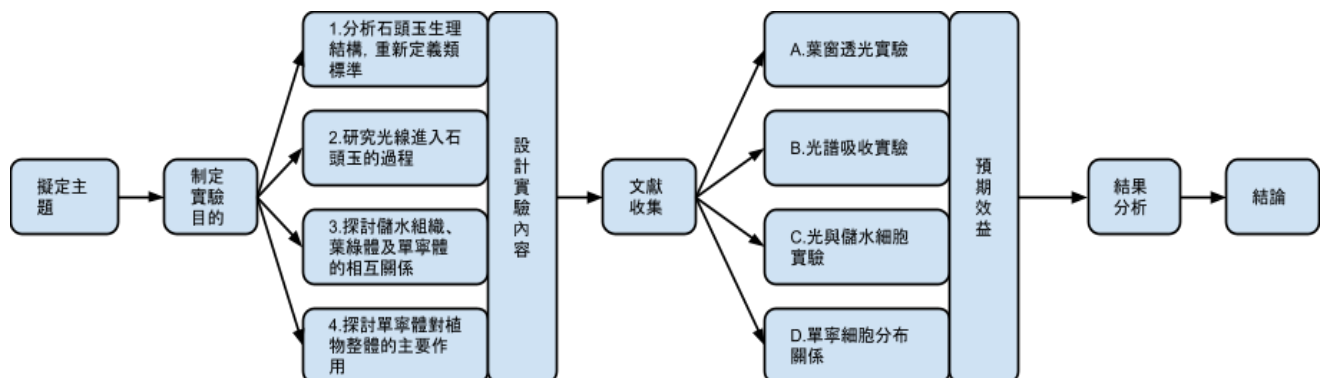 擬定主
題
制定
實驗
目的
1.分析石頭玉生理
結構，重新定義類
標準
2.研究光線進入石
頭玉的過程
3.探討儲水組織、
葉綠體及單寧體
的相互關係
4.探討單寧體對植
物整體的主要作
用
設
計
實
驗
內
容
文獻
收集
A.葉窗透光實驗
B.光譜吸收實驗
C.光與儲水細胞
實驗
D.單寧細胞分布
關係
預
期
效
益
結果
分析
結論